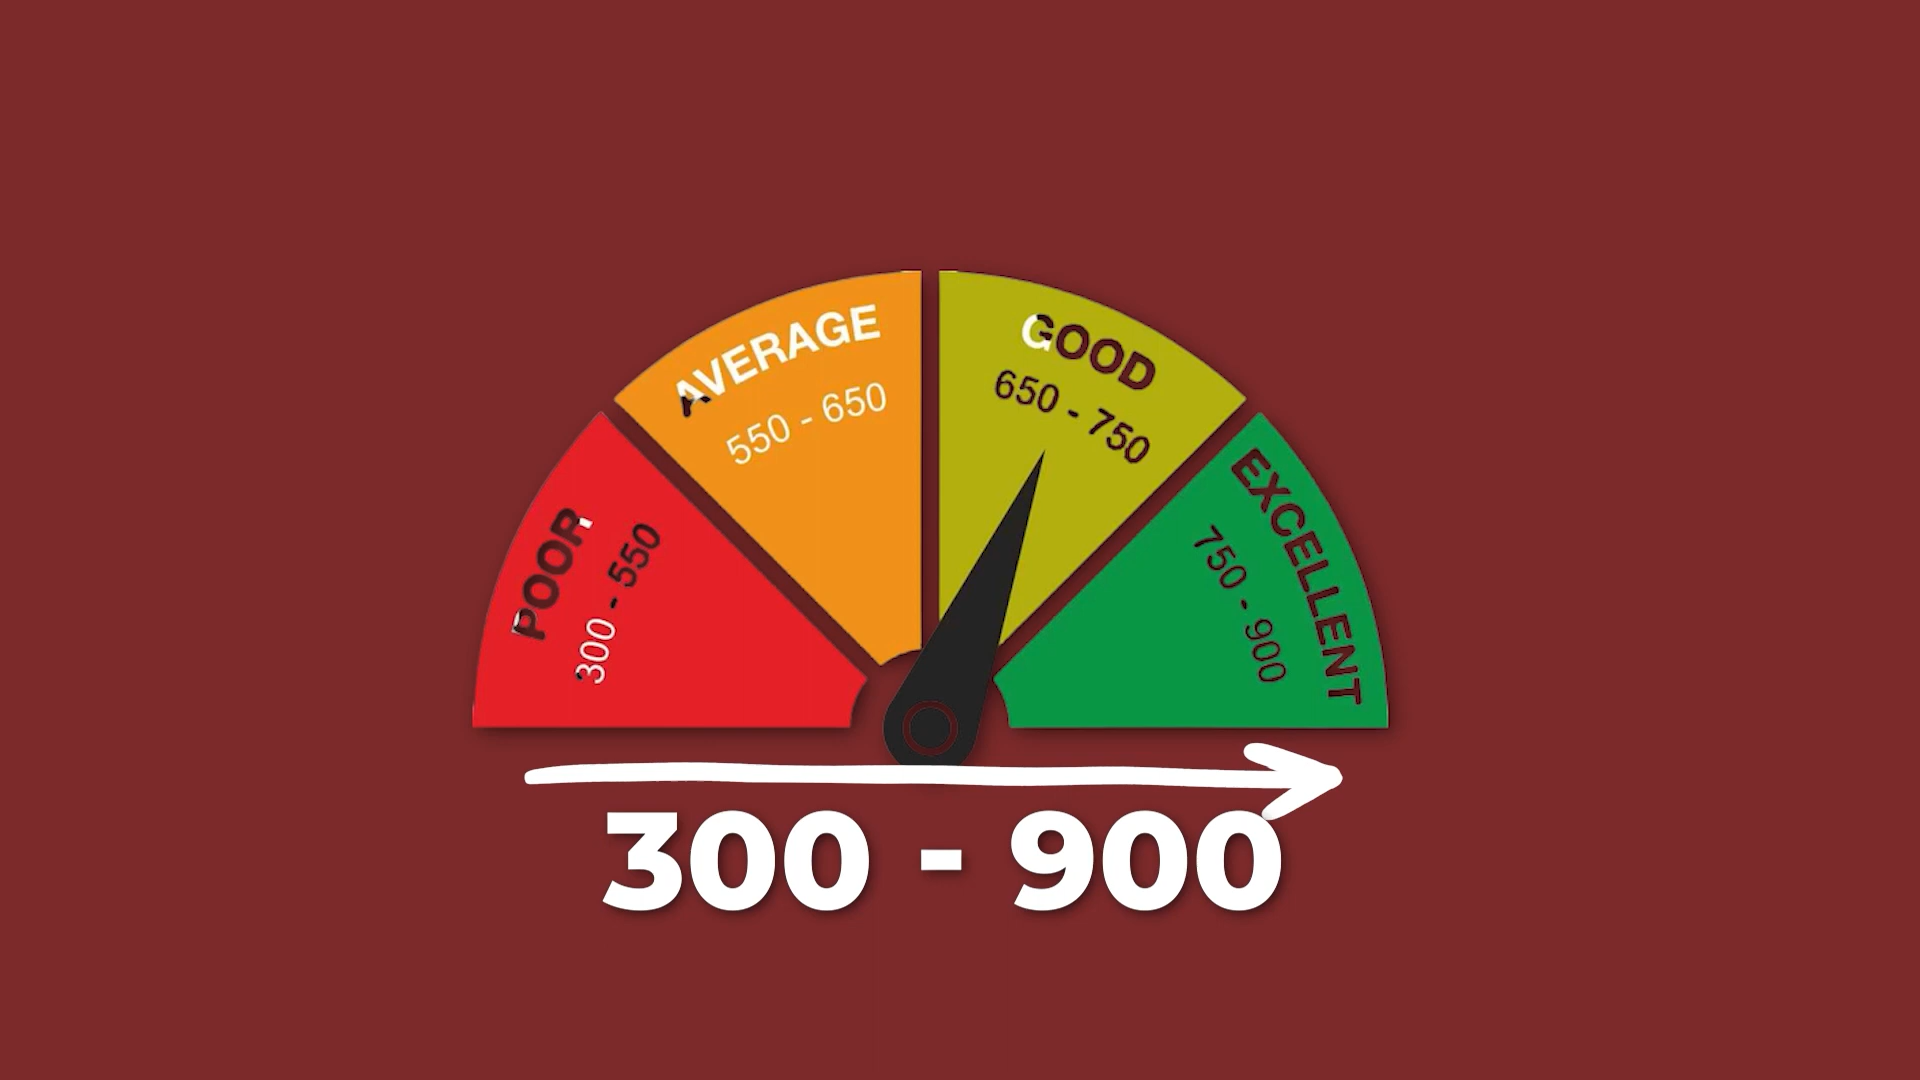 POOR
300 - 550
AVERAGE
550 - 650
GOOD
650 - 750
EXCELLENT
750 - 900
300 - 900